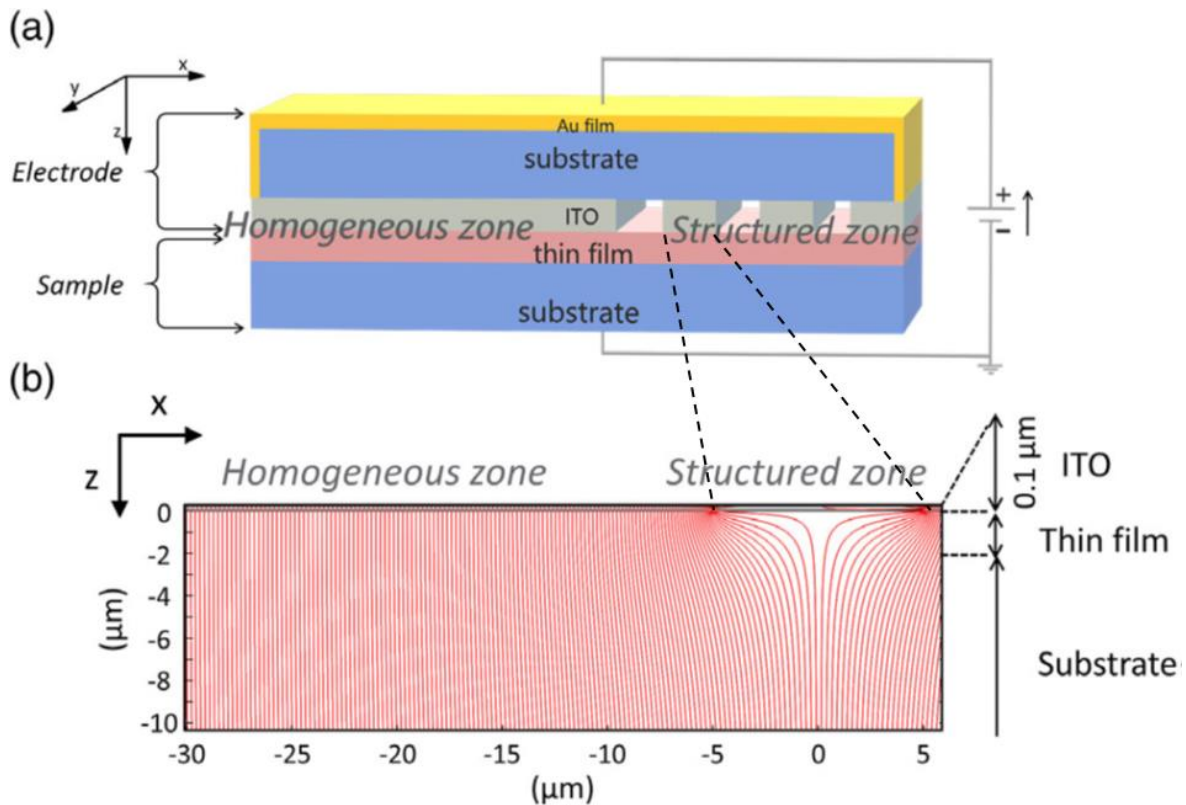 (a)
x
y
z
Au film
substrate
Electrode
ITO
Homogeneous zone
Structured zone
thin film
Sample
substrate
+
-
(b)
X
Z
Homogeneous zone
Structured zone
0.1 μm
ITO
Thin film
Substrate
0
-2
-4
-6
-8
-10
(μm)
-30
-25
-20
-15
-10
-5
0
5
(μm)